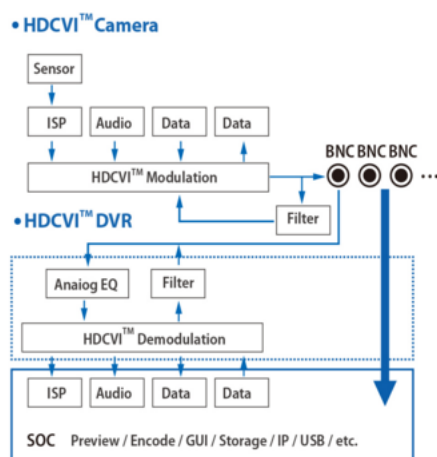 • HDCVI™ Camera
Sensor
ISP Audio Data Data
BNC BNC BNC
HDCVI™ Modulation
...
Filter
• HDCVI™ DVR
Anaiog EQ Filter
HDCVI™ Demodulation
ISP Audio Data Data
SOC Preview / Encode / GUI / Storage / IP / USB / etc.